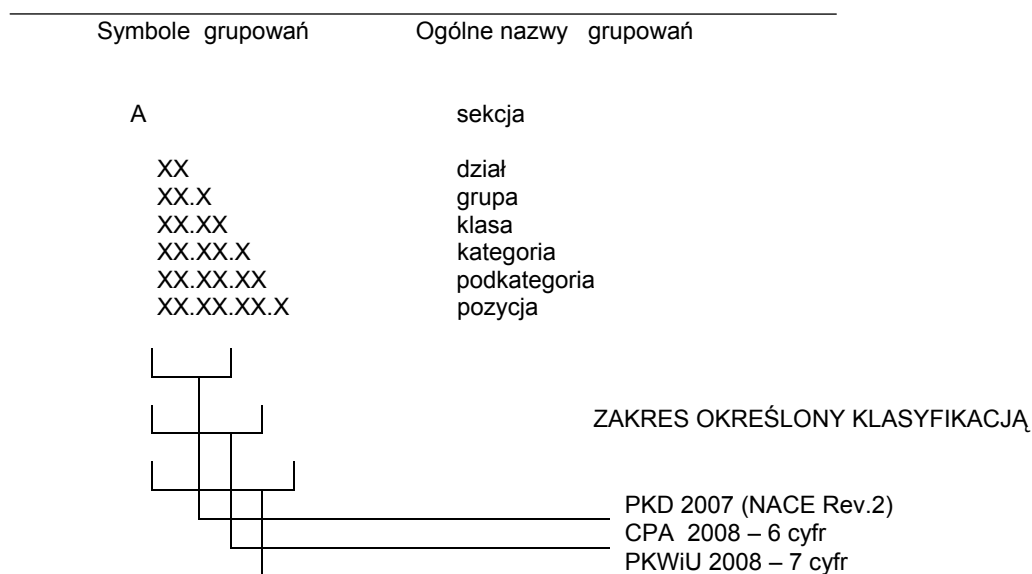 Symbole grupowań Ogólne nazwy grupowań
A sekcja
XX dział
XX.X grupa
XX.XX klasa
XX.XX.X kategoria
XX.XX.XX podkategoria
XX.XX.XX.X pozycja
ZAKRES OKREŚLONY KLASYFIKACJĄ
PKD 2007 (NACE Rev.2)
CPA 2008 – 6 cyfr
PKWiU 2008 – 7 cyfr